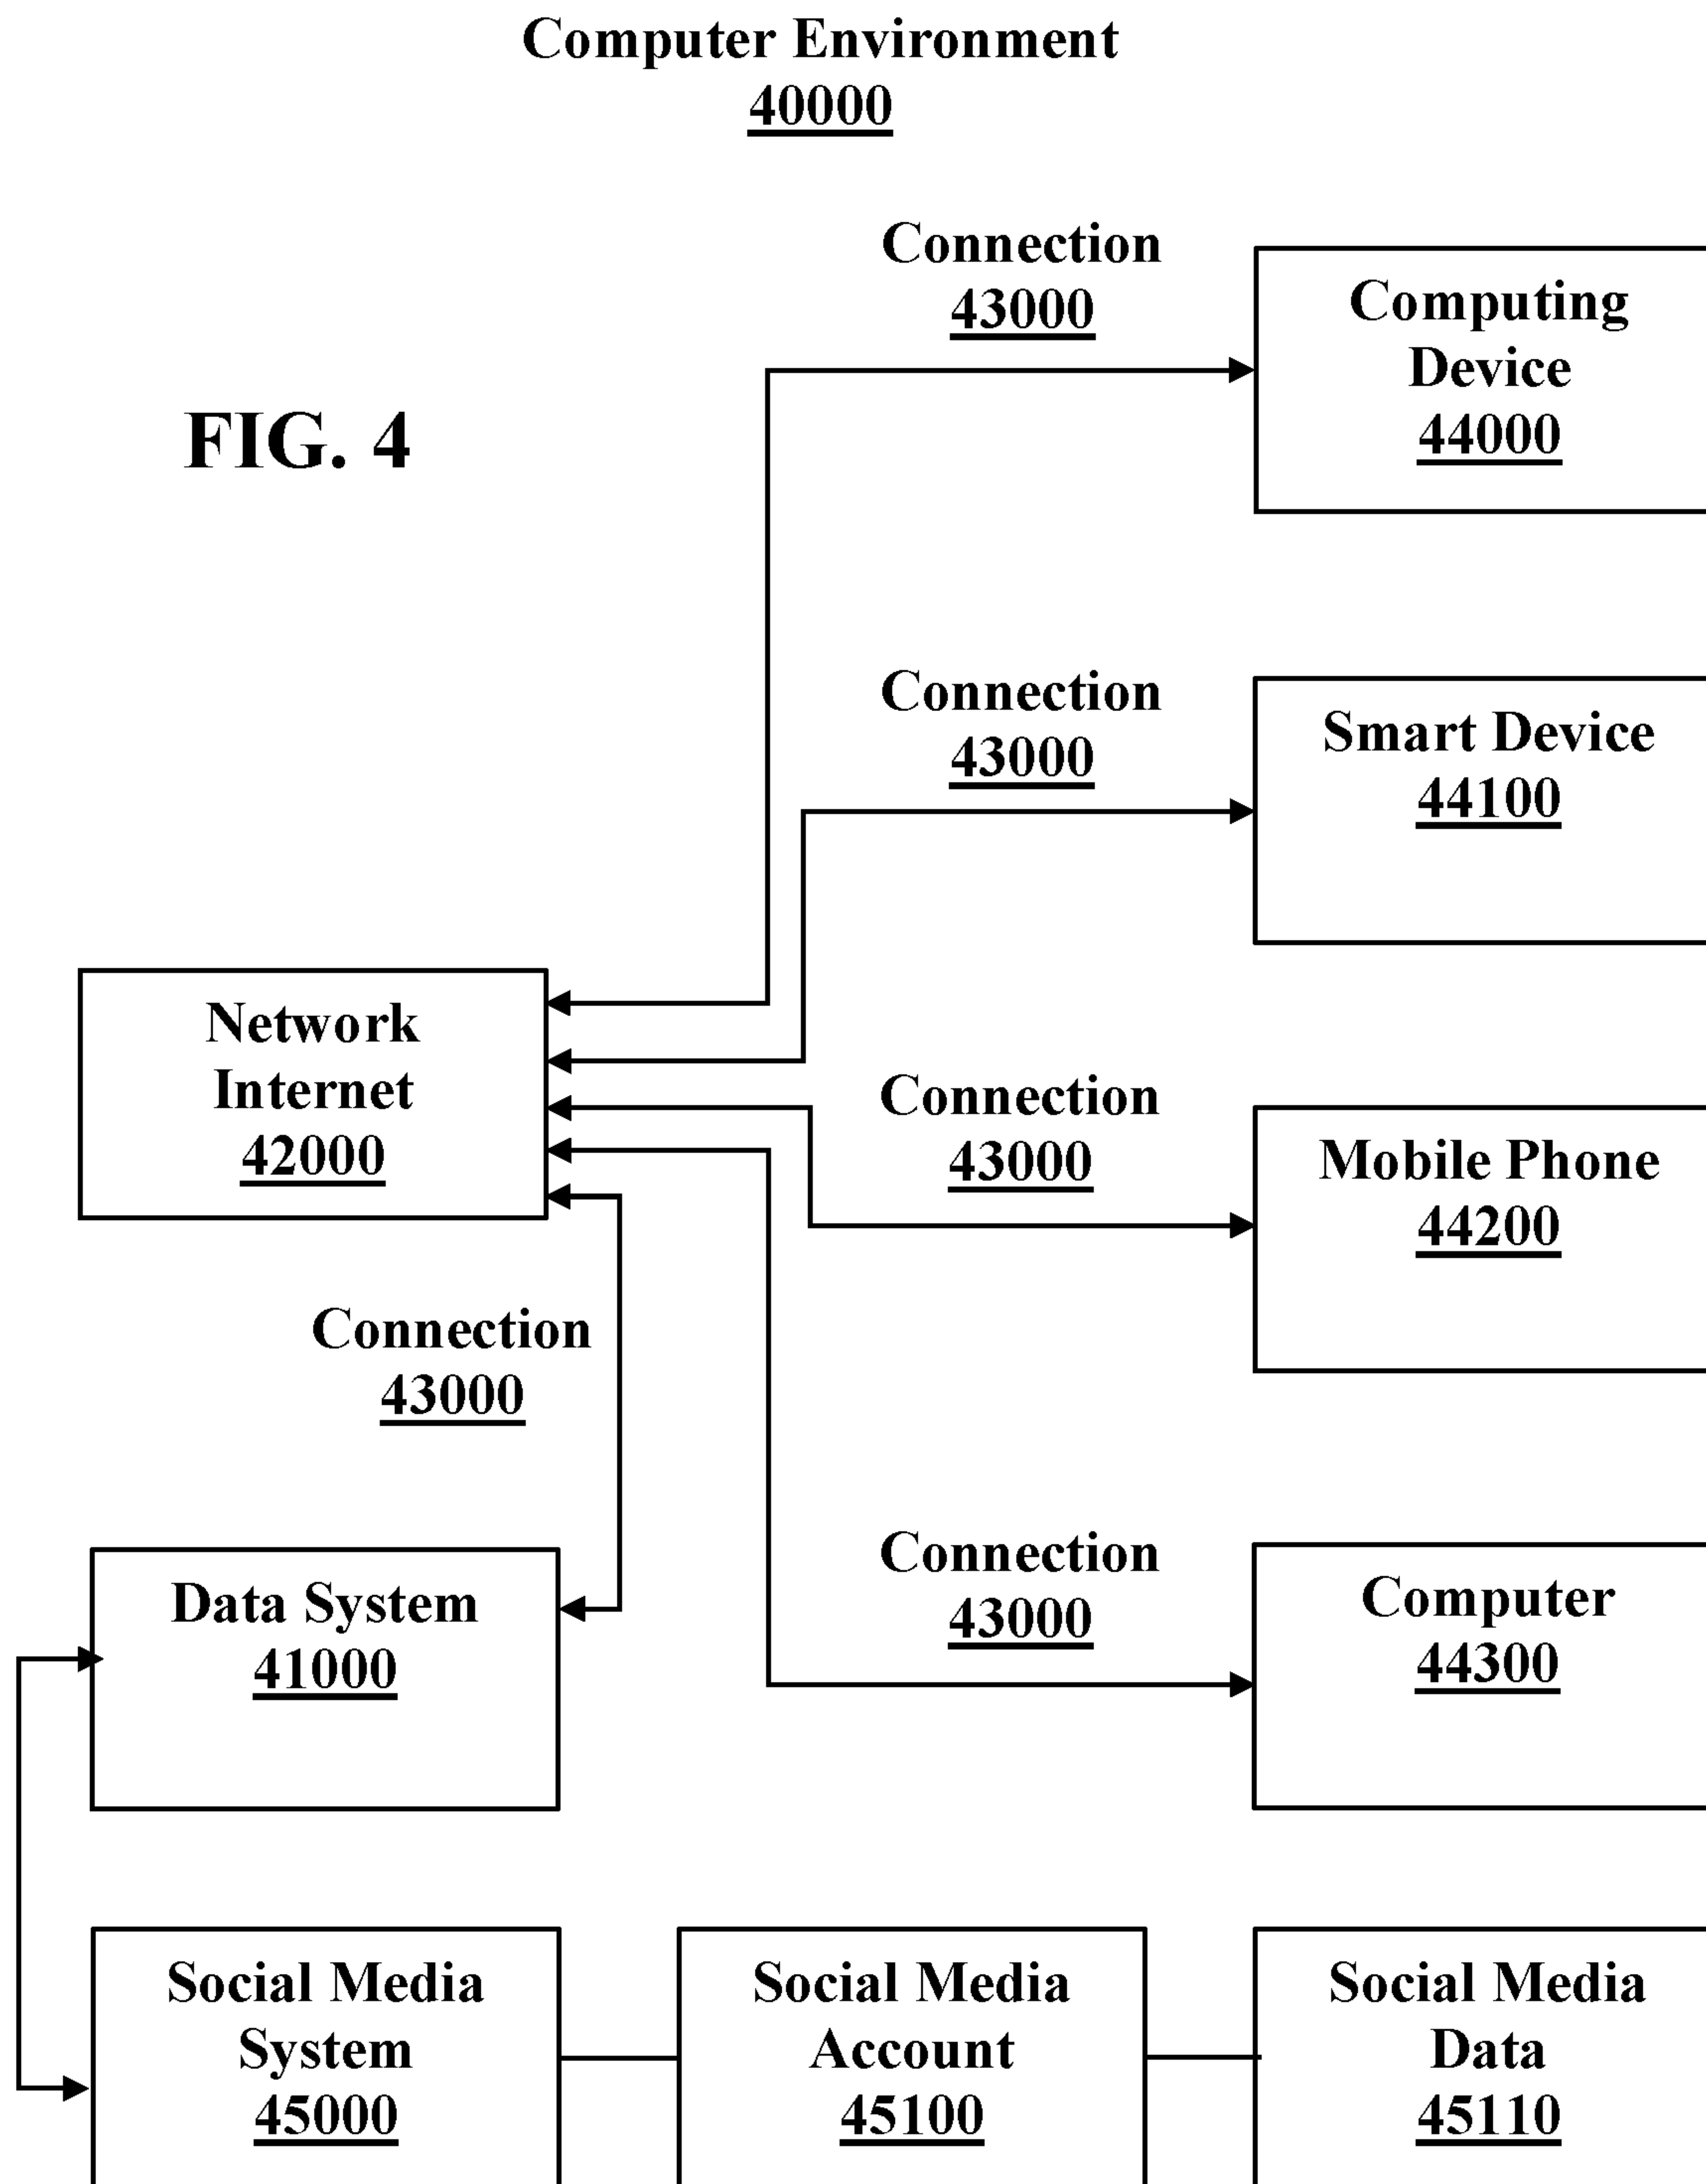 Computer Environment
40000
Connection
43000
Computing
Device
44000
FIG. 4
Connection
43000
Smart Device
44100
Network
Internet
42000
Connection
43000
Mobile Phone
44200
Connection
43000
Data System
41000
Connection
43000
Computer
44300
Social Media
System
45000
Social Media
Account
45100
Social Media
Data
45110